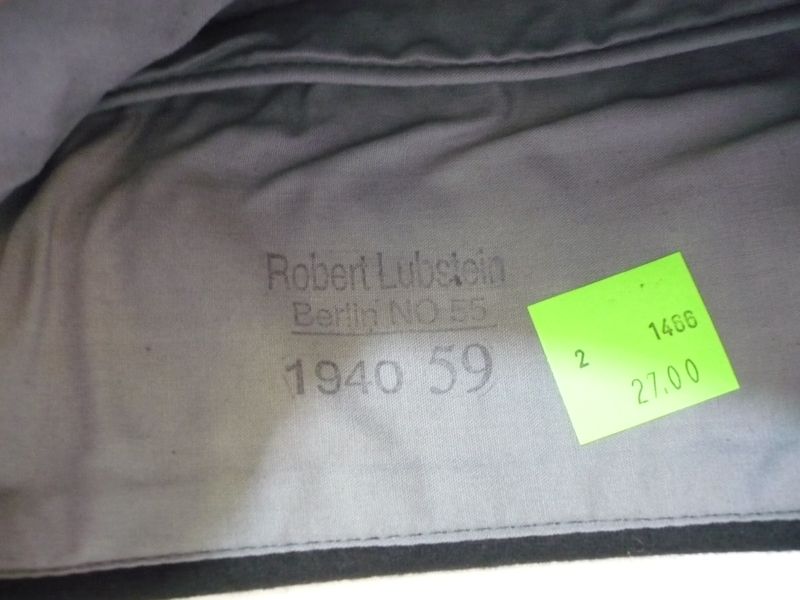 Robert Lubstein
Berlin NO 55
1940 59
2 1466
27.00